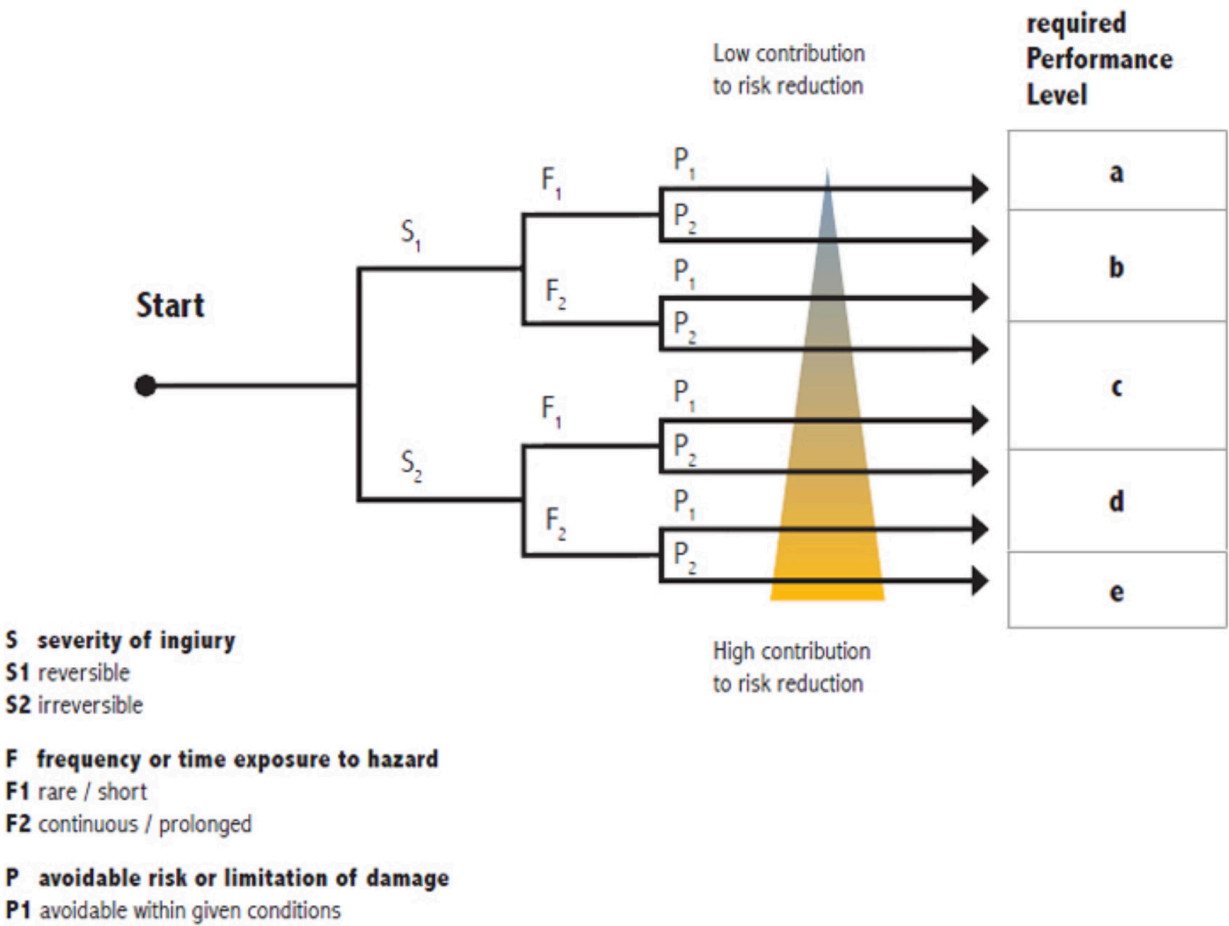 required
Performance
Level
Low contribution
to risk reduction
a
b
c
d
e
Start
S1
S2
F1
F2
F1
F2
P1
P2
P1
P2
P1
P2
P1
P2
High contribution
to risk reduction
S severity of ingiury
S1 reversible
S2 irreversible
F frequency or time exposure to hazard
F1 rare / short
F2 continuous / prolonged
P avoidable risk or limitation of damage
P1 avoidable within given conditions